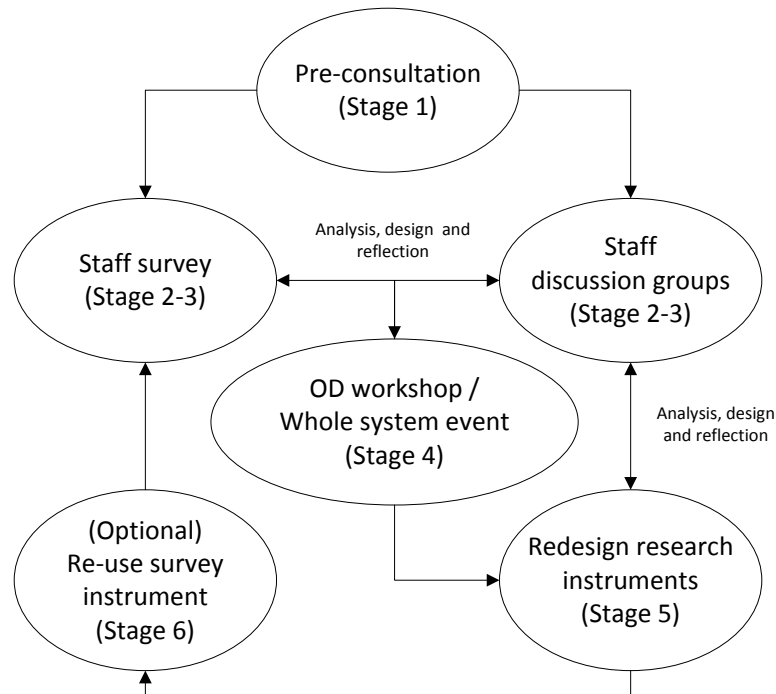 Pre-consultation
(Stage 1)
Analysis, design and
reflection
Staff survey
(Stage 2-3)
Staff
discussion groups
(Stage 2-3)
OD workshop /
Whole system event
(Stage 4)
Analysis, design
and reflection
(Optional)
Re-use survey
instrument
(Stage 6)
Redesign research
instruments
(Stage 5)